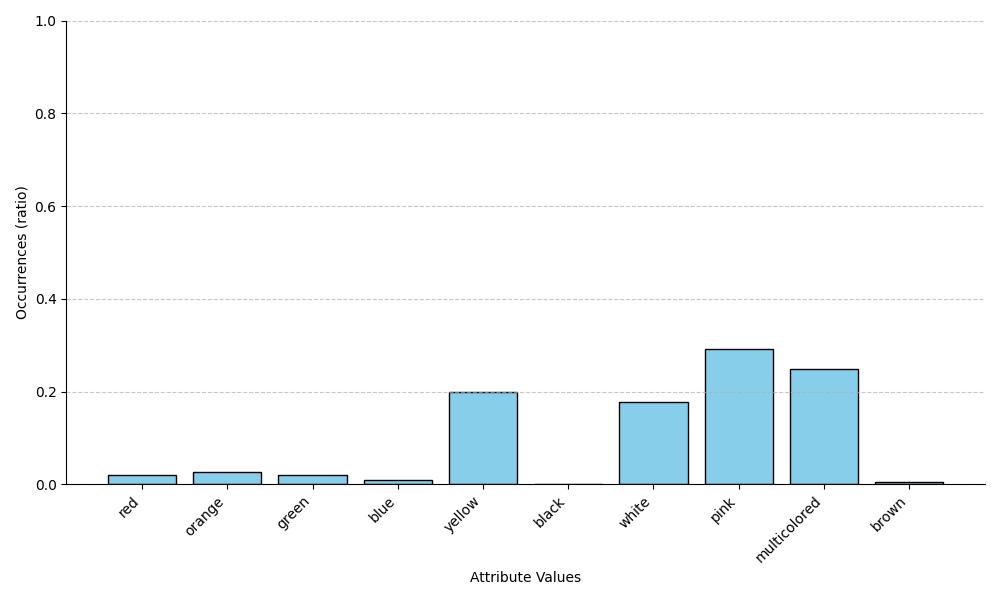 1.0
0.8
0.6
0.4
0.2
0.0
Occurrences (ratio)
red
orange
green
blue
yellow
black
white
pink
multicolored
brown
Attribute Values